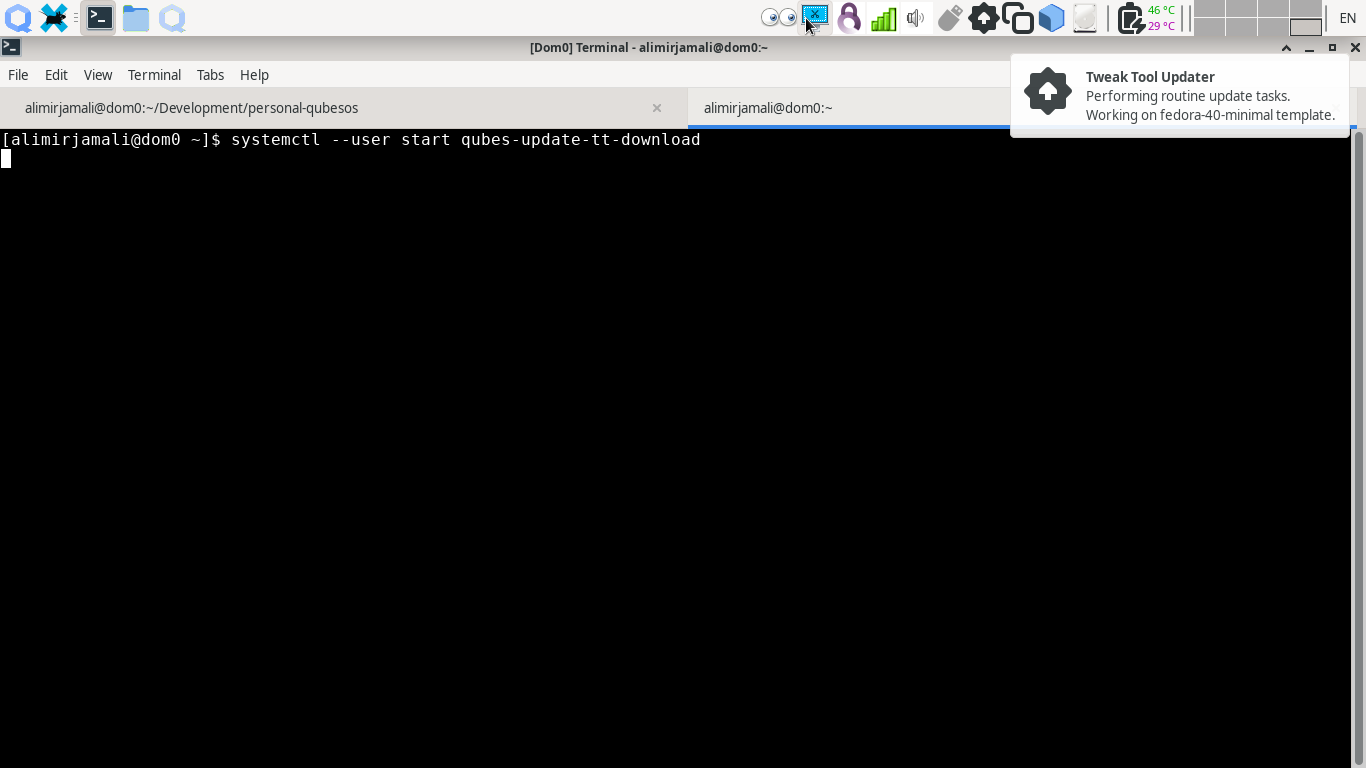 46 °C
29 °C
EN
[Dom0] Terminal - alimirjamali@dom0:~
File Edit View Terminal Tabs Help
alimirjamali@dom0:~/Development/personal-qubesos
alimirjamali@dom0:~
Tweak Tool Updater
Performing routine update tasks.
Working on fedora-40-minimal template.
[alimirjamali@dom0 ~]$ systemctl --user start qubes-update-tt-download